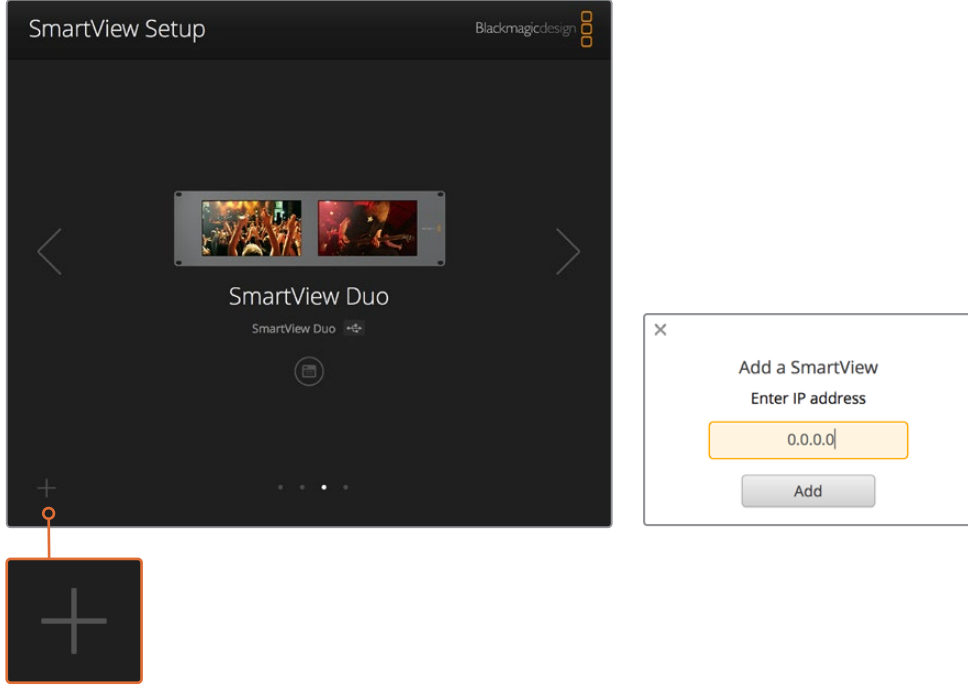 SmartView Setup
Blackmagicdesign
SmartView Duo
SmartView Duo
Add a SmartView
Enter IP address
0.0.0.0
Add